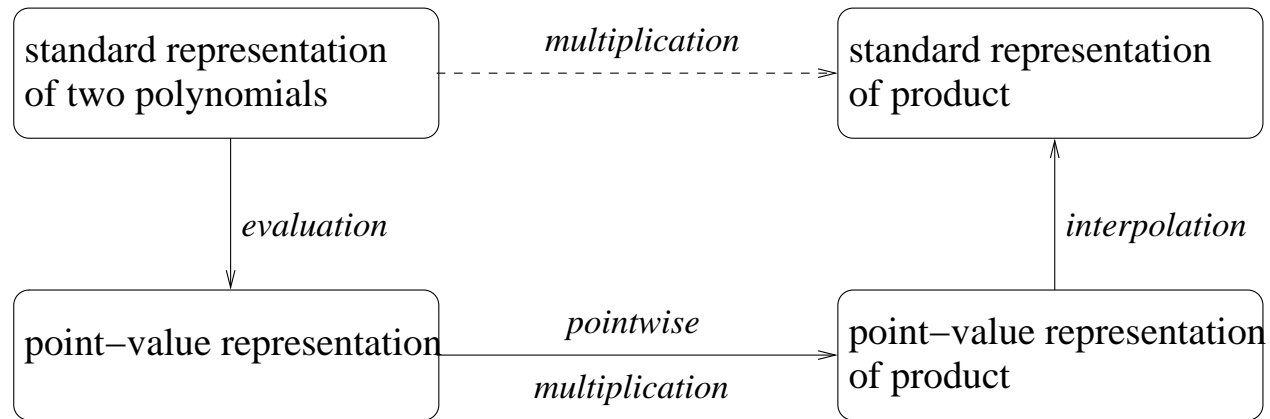 standard representation
of two polynomials
multiplication
standard representation
of product
evaluation
interpolation
point−value representation
pointwise
multiplication
point−value representation
of product